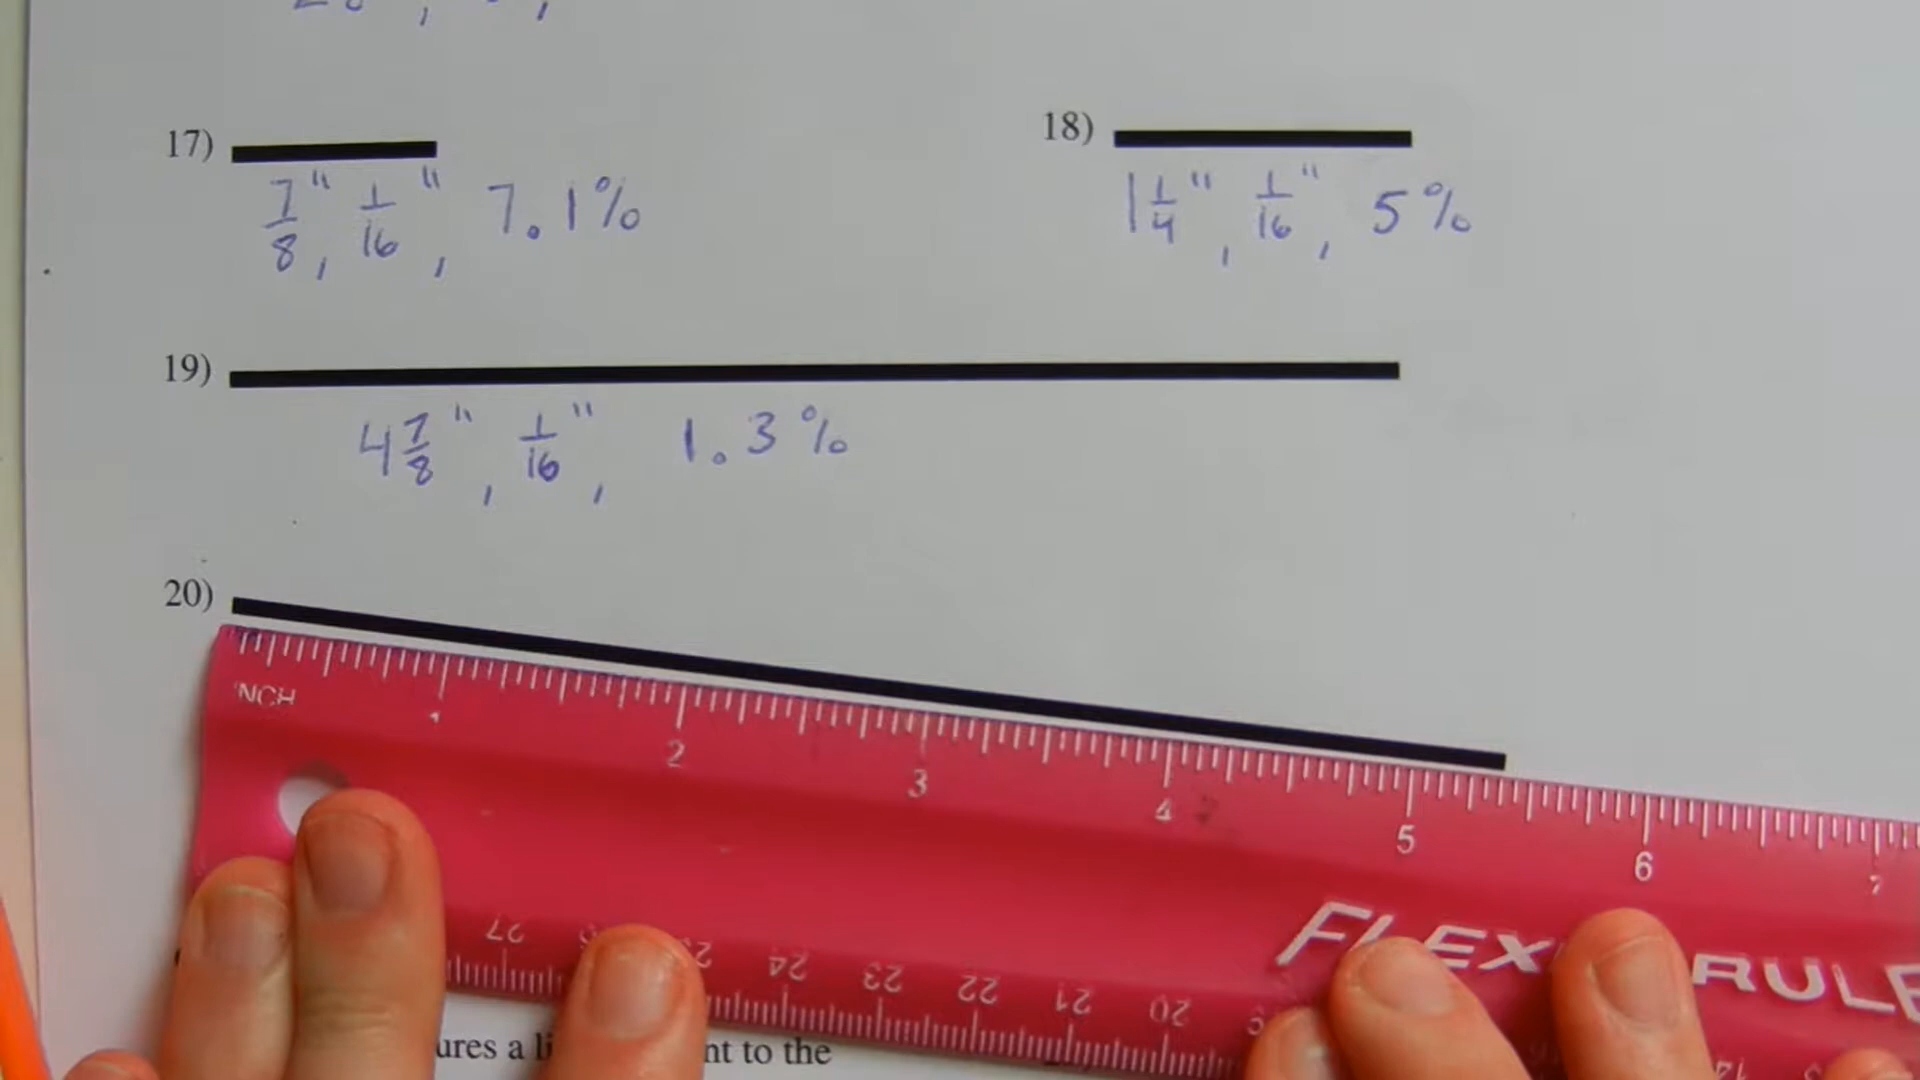 17)
18)
7/8", 1/16", 7.1%
1 1/4", 1/16", 5%
19)
4 7/8", 1/16", 1.3%
20)
1 2 3 4 5 6 7
27 24 23 22 21 20
FLEX RULE
ures a li nt to the